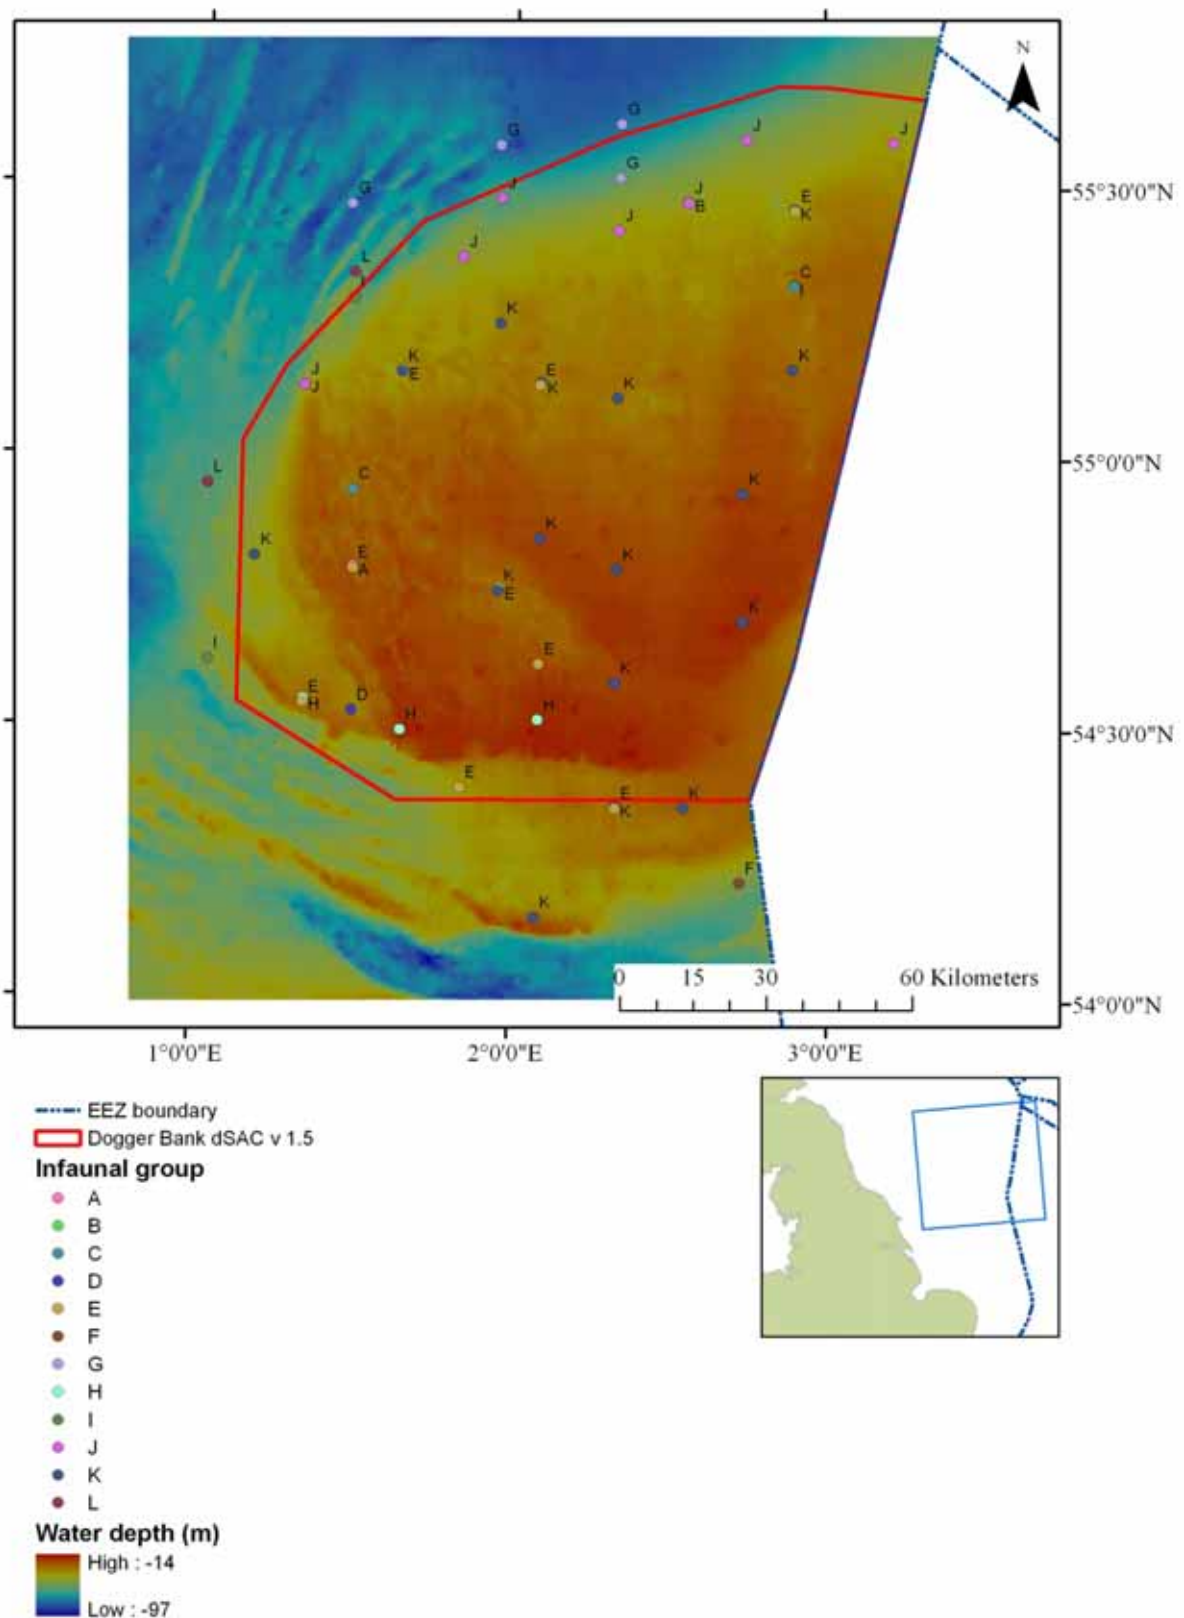 N
G
G
J
J
G
G
J
J
B
E
K
J
J
L
C
I
K
K
E
E
K
K
K
J
J
L
C
K
K
K
K
E
A
K
E
K
K
I
E
K
E
H
D
H
H
E
E
K
K
F
K
55°30'0"N
55°0'0"N
54°30'0"N
54°0'0"N
0 15 30 60 Kilometers
1°0'0"E 2°0'0"E 3°0'0"E
EEZ boundary
Dogger Bank dSAC v 1.5
Infaunal group
A
B
C
D
E
F
G
H
I
J
K
L
Water depth (m)
High : -14
Low : -97